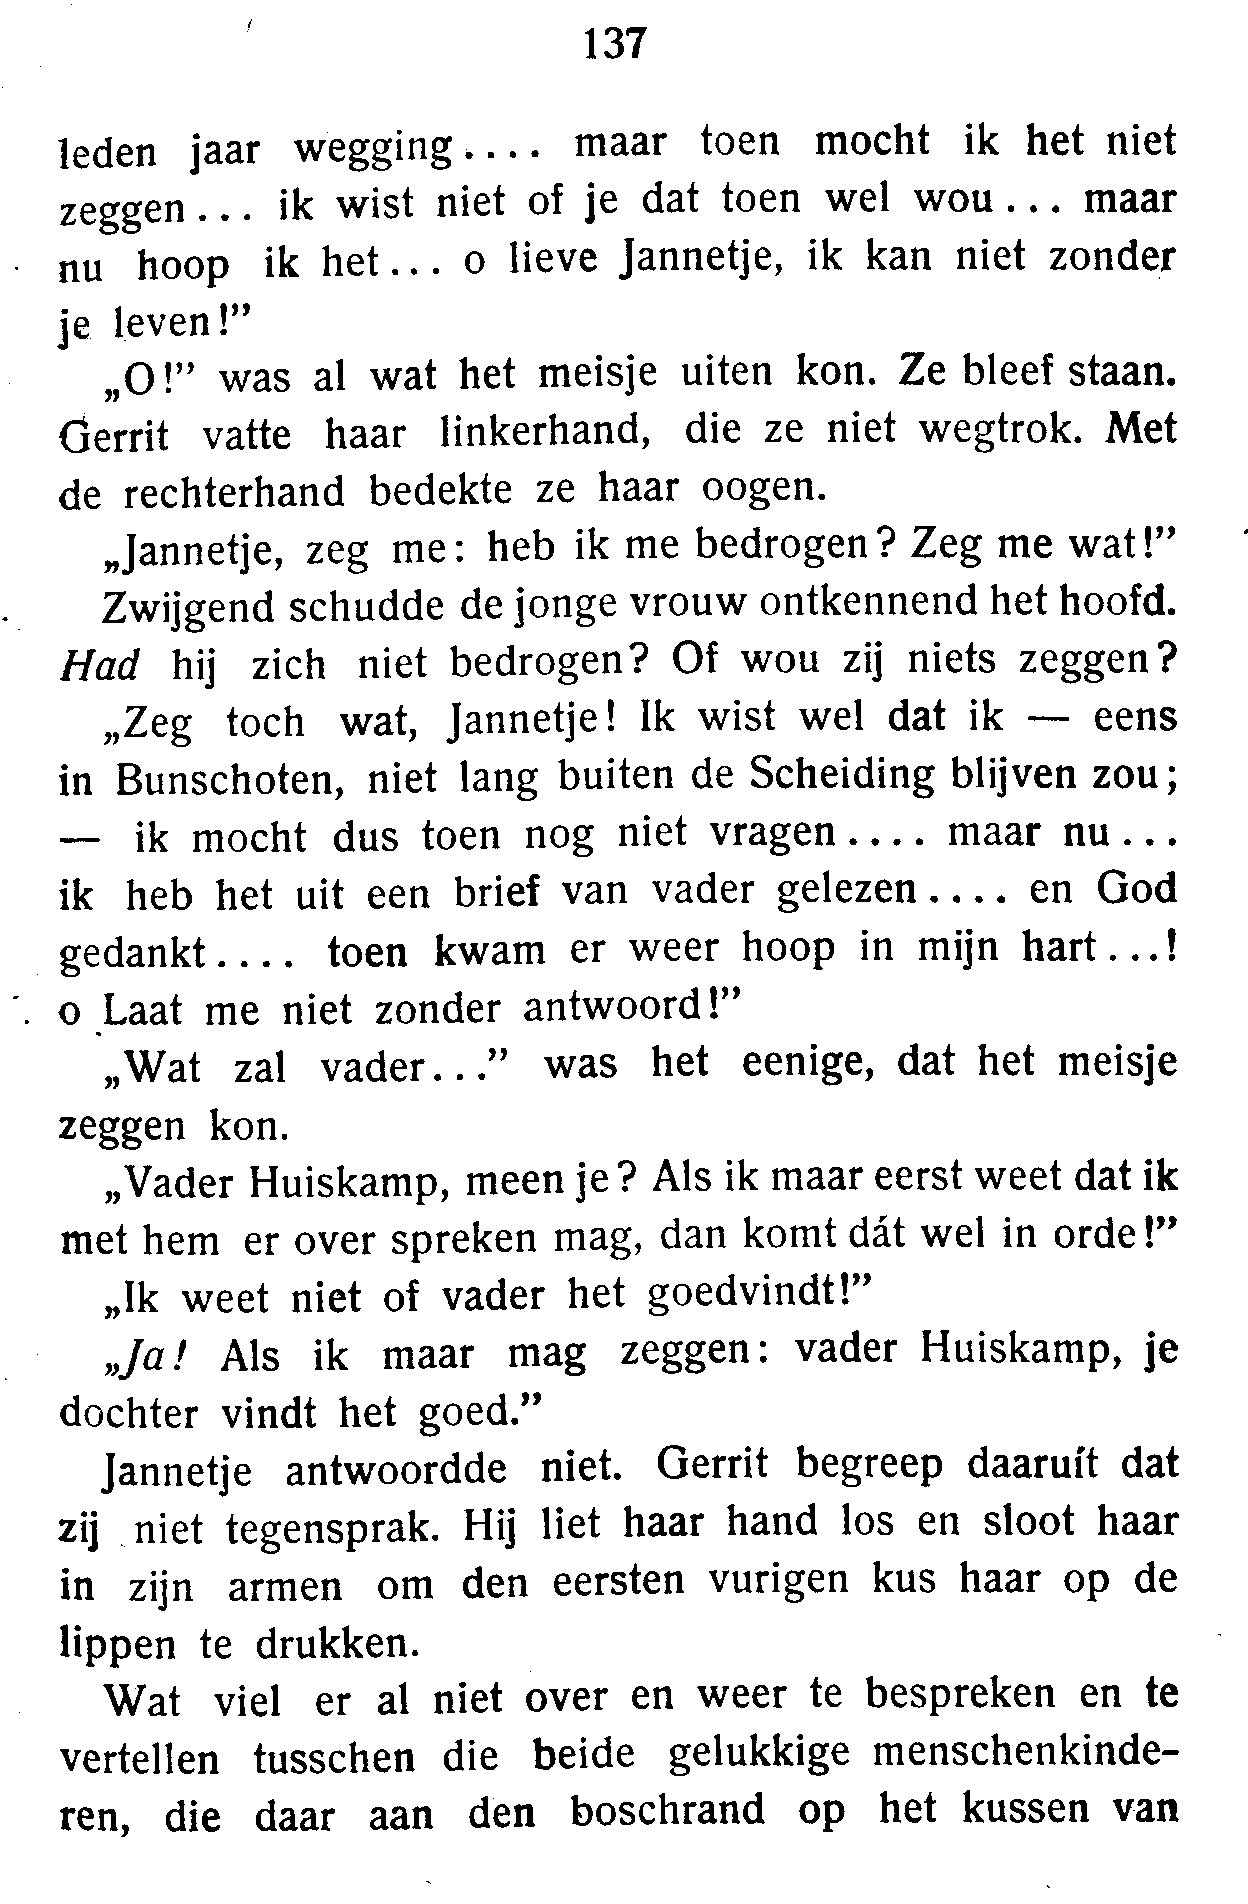 137
leden jaar wegging.... maar toen mocht ik het niet
zeggen... ik wist niet of je dat toen wel wou... maar
nu hoop ik het... o lieve Jannetje, ik kan niet zonder
je leven!”
„O!” was al wat het meisje uiten kon. Ze bleef staan.
Gerrit vatte haar linkerhand, die ze niet wegtrok. Met
de rechterhand bedekte ze haar oogen.
„Jannetje, zeg me: heb ik me bedrogen? Zeg me wat!”
Zwijgend schudde de jonge vrouw ontkennend het hoofd.
Had hij zich niet bedrogen? Of wou zij niets zeggen?
„Zeg toch wat, Jannetje! Ik wist wel dat ik — eens
in Bunschoten, niet lang buiten de Scheiding blijven zou;
— ik mocht dus toen nog niet vragen.... maar nu...
ik heb het uit een brief van vader gelezen.... en God
gedankt.... toen kwam er weer hoop in mijn hart...!
o Laat me niet zonder antwoord!”
„Wat zal vader...” was het eenige, dat het meisje
zeggen kon.
„Vader Huiskamp, meen je? Als ik maar eerst weet dat ik
met hem er over spreken mag, dan komt dát wel in orde!”
„Ik weet niet of vader het goedvindt!”
„Ja! Als ik maar mag zeggen: vader Huiskamp, je
dochter vindt het goed.”
Jannetje antwoordde niet. Gerrit begreep daaruit dat
zij niet tegensprak. Hij liet haar hand los en sloot haar
in zijn armen om den eersten vurigen kus haar op de
lippen te drukken.
Wat viel er al niet over en weer te bespreken en te
vertellen tusschen die beide gelukkige menschenkinde-
ren, die daar aan den boschrand op het kussen van